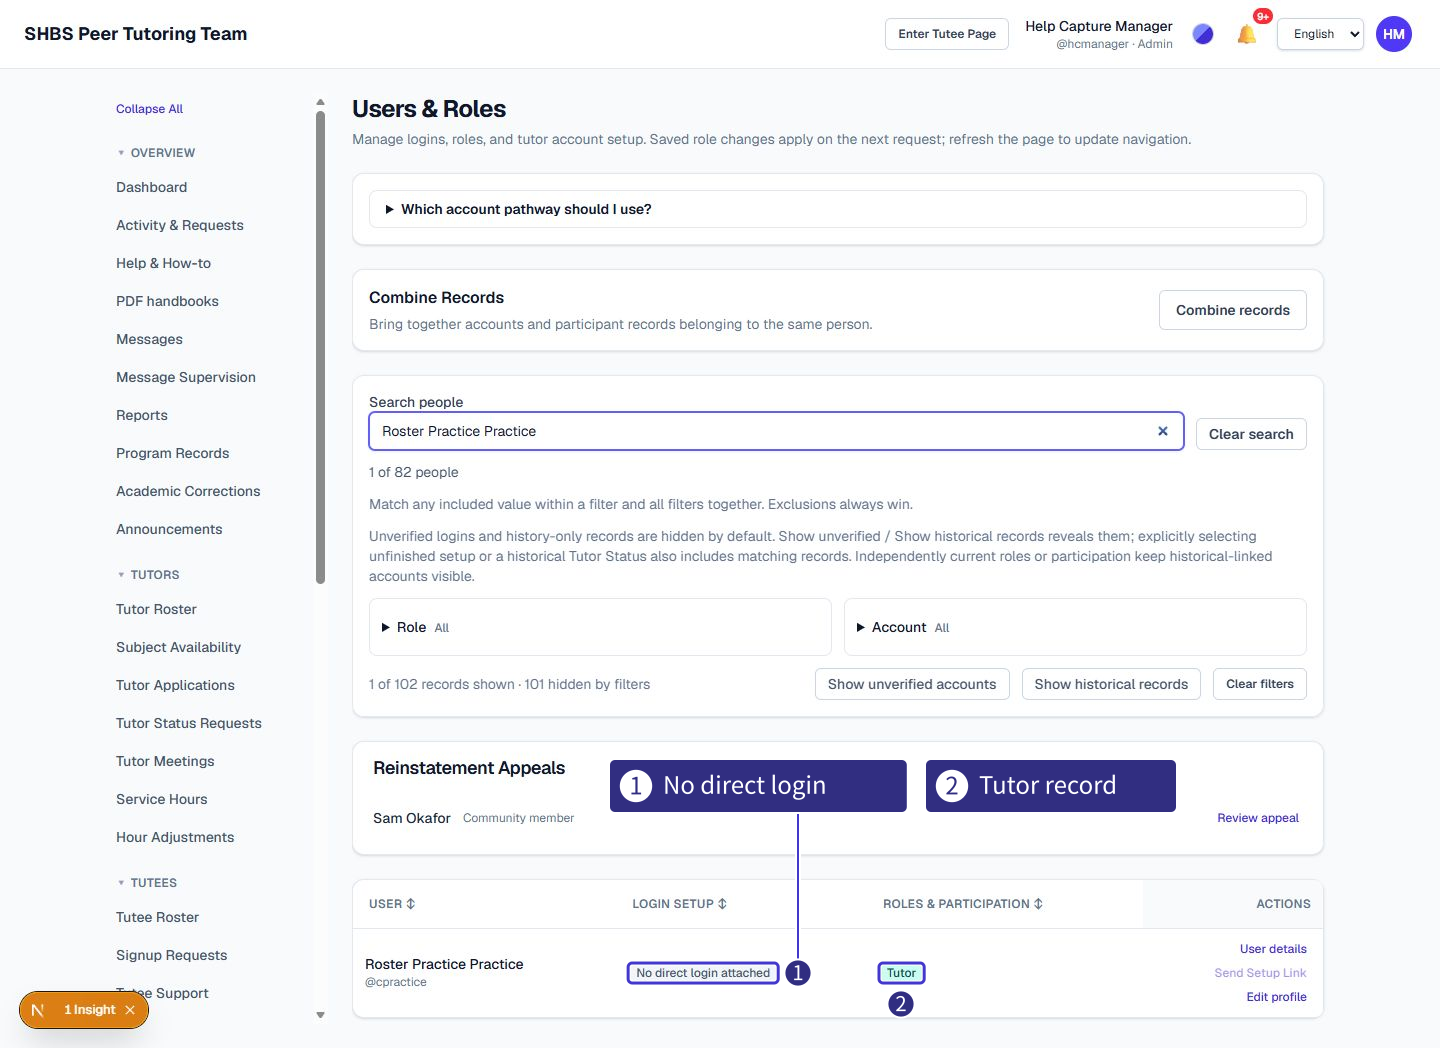 SHBS Peer Tutoring Team
Enter Tutee Page
Help Capture Manager
@hcmanager · Admin
9+
English
HM
Collapse All
OVERVIEW
Dashboard
Activity & Requests
Help & How-to
PDF handbooks
Messages
Message Supervision
Reports
Program Records
Academic Corrections
Announcements
TUTORS
Tutor Roster
Subject Availability
Tutor Applications
Tutor Status Requests
Tutor Meetings
Service Hours
Hour Adjustments
TUTEES
Tutee Roster
Signup Requests
Tutee Support
N 1 Insight
Users & Roles
Manage logins, roles, and tutor account setup. Saved role changes apply on the next request; refresh the page to update navigation.
Which account pathway should I use?
Combine Records
Bring together accounts and participant records belonging to the same person.
Combine records
Search people
Roster Practice Practice
Clear search
1 of 82 people
Match any included value within a filter and all filters together. Exclusions always win.
Unverified logins and history-only records are hidden by default. Show unverified / Show historical records reveals them; explicitly selecting
unfinished setup or a historical Tutor Status also includes matching records. Independently current roles or participation keep historical-linked
accounts visible.
Role All
Account All
1 of 102 records shown · 101 hidden by filters
Show unverified accounts
Show historical records
Clear filters
Reinstatement Appeals
1 No direct login
2 Tutor record
Sam Okafor Community member
Review appeal
USER
LOGIN SETUP
ROLES & PARTICIPATION
ACTIONS
Roster Practice Practice
@cpractice
No direct login attached
1
Tutor
2
User details
Send Setup Link
Edit profile